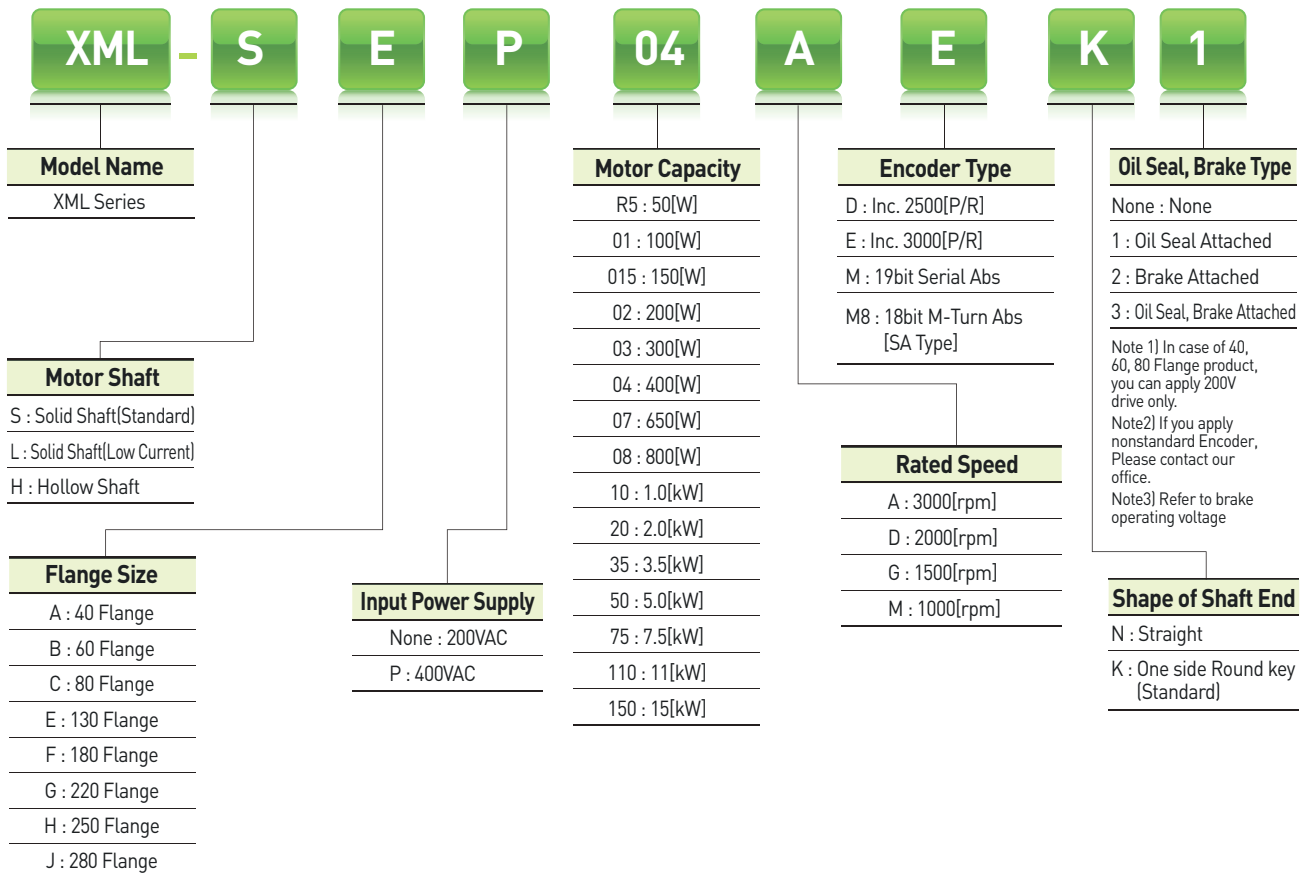 XML - S E P 04 A E K 1
Model Name
XML Series
Motor Shaft
S : Solid Shaft(Standard)
L : Solid Shaft(Low Current)
H : Hollow Shaft
Flange Size
A : 40 Flange
B : 60 Flange
C : 80 Flange
E : 130 Flange
F : 180 Flange
G : 220 Flange
H : 250 Flange
J : 280 Flange
Input Power Supply
None : 200VAC
P : 400VAC
Motor Capacity
R5 : 50[W]
01 : 100[W]
015 : 150[W]
02 : 200[W]
03 : 300[W]
04 : 400[W]
07 : 650[W]
08 : 800[W]
10 : 1.0[kW]
20 : 2.0[kW]
35 : 3.5[kW]
50 : 5.0[kW]
75 : 7.5[kW]
110 : 11[kW]
150 : 15[kW]
Encoder Type
D : Inc. 2500[P/R]
E : Inc. 3000[P/R]
M : 19bit Serial Abs
M8 : 18bit M-Turn Abs
[SA Type]
Rated Speed
A : 3000[rpm]
D : 2000[rpm]
G : 1500[rpm]
M : 1000[rpm]
Oil Seal, Brake Type
None : None
1 : Oil Seal Attached
2 : Brake Attached
3 : Oil Seal, Brake Attached
Note 1) In case of 40,
60, 80 Flange product,
you can apply 200V
drive only.
Note2) If you apply
nonstandard Encoder,
Please contact our
office.
Note3) Refer to brake
operating voltage
Shape of Shaft End
N : Straight
K : One side Round key
(Standard)